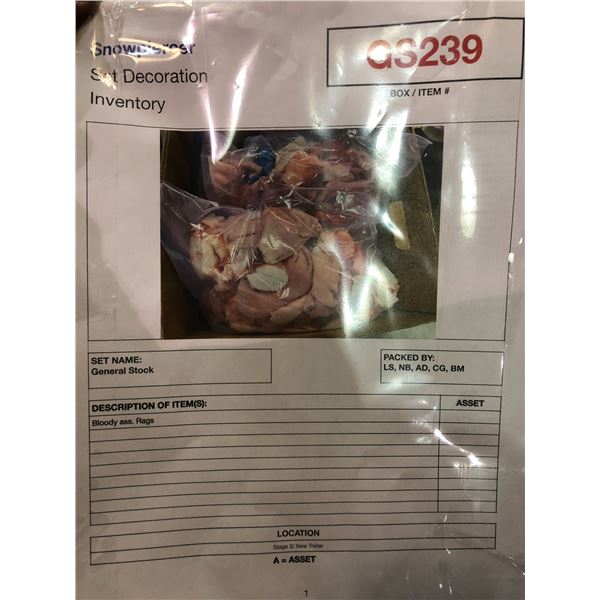 Snowpiercer
Set Decoration
Inventory
GS239
BOX / ITEM #
SET NAME:
General Stock
PACKED BY:
LS, NB, AD, CG, BM
DESCRIPTION OF ITEM(S):
ASSET
Bloody ass. Rags
LOCATION
Stage 3/ New Trailer
A = ASSET
1